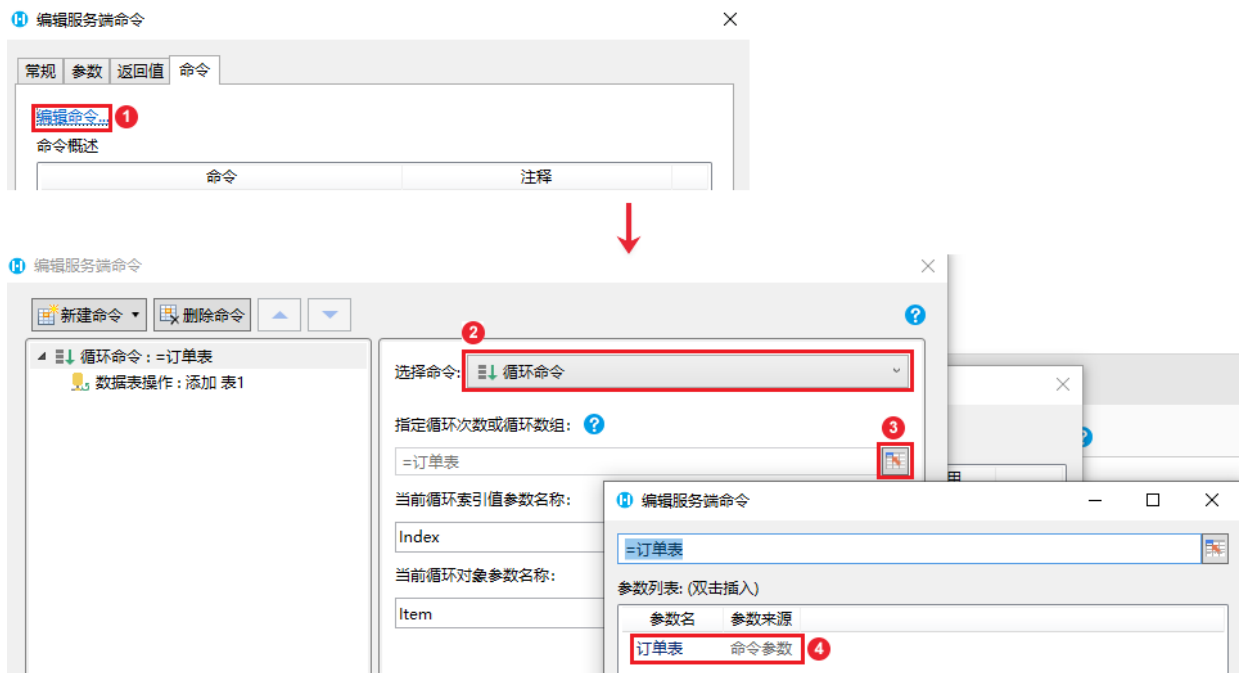 编辑服务端命令
常规 参数 返回值 命令
编辑命令... 1
命令概述
命令 注释
编辑服务端命令
新建命令 删除命令
2
循环命令 : =订单表
选择命令: 循环命令
数据表操作 : 添加 表1
指定循环次数或循环数组: ?
3
=订单表
当前循环索引值参数名称:
编辑服务端命令
Index
=订单表
当前循环对象参数名称:
参数列表: (双击插入)
Item
参数名 参数来源
订单表 命令参数 4